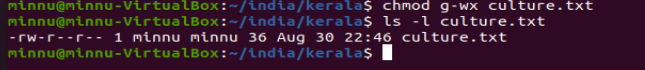 minnu@minnu-VirtualBox:~/india/kerala$ chmod g-wx culture.txt
minnu@minnu-VirtualBox:~/india/kerala$ ls -l culture.txt
-rw-r--r-- 1 minnu minnu 36 Aug 30 22:46 culture.txt
minnu@minnu-VirtualBox:~/india/kerala$